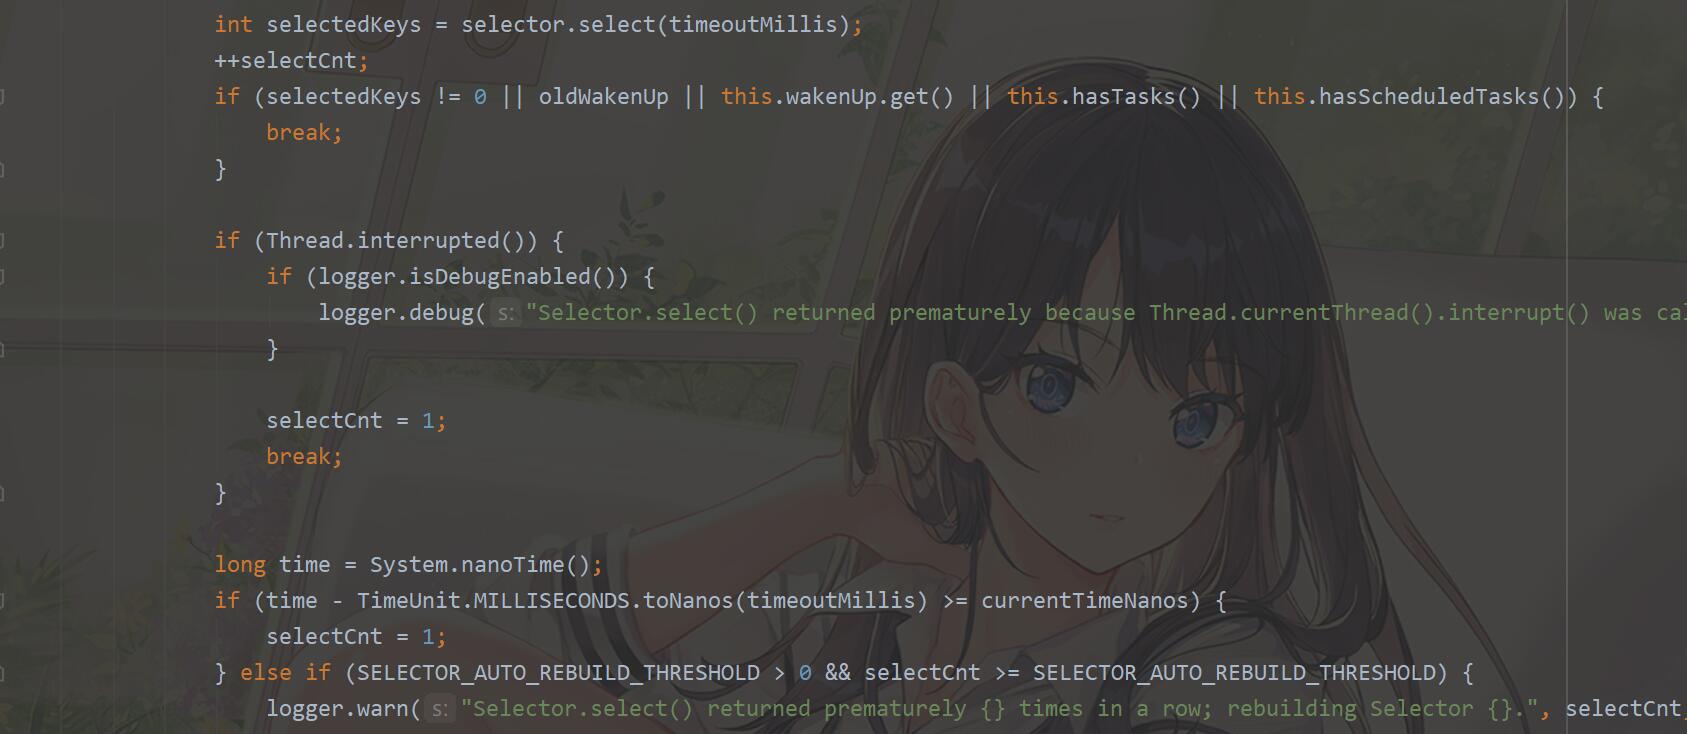 int selectedKeys = selector.select(timeoutMillis);
++selectCnt;
if (selectedKeys != 0 || oldWakenUp || this.wakenUp.get() || this.hasTasks() || this.hasScheduledTasks()) {
break;
}
if (Thread.interrupted()) {
if (logger.isDebugEnabled()) {
logger.debug( s: "Selector.select() returned prematurely because Thread.currentThread().interrupt() was
}
selectCnt = 1;
break;
}
long time = System.nanoTime();
if (time - TimeUnit.MILLISECONDS.toNanos(timeoutMillis) >= currentTimeNanos) {
selectCnt = 1;
} else if (SELECTOR_AUTO_REBUILD_THRESHOLD > 0 && selectCnt >= SELECTOR_AUTO_REBUILD_THRESHOLD) {
logger.warn( s: "Selector.select() returned prematurely {} times in a row; rebuilding Selector {}.", selectCnt,